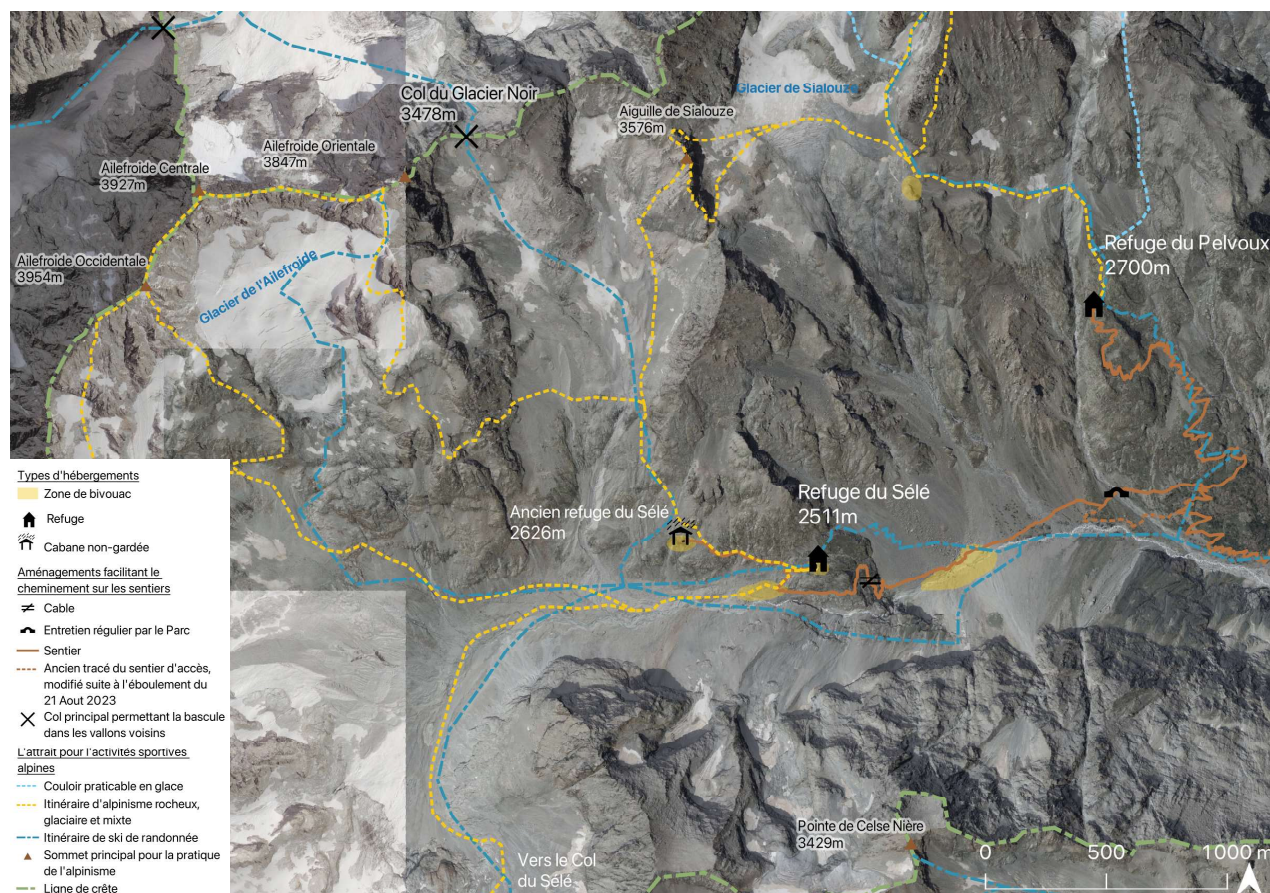 Col du Glacier Noir
3478m
Glacier de Sialouze
Aiguille de Sialouze
3576m
Ailefroide Orientale
3847m
Ailefroide Centrale
3927m
Ailefroide Occidentale
3954m
Glacier de l'Ailefroide
Refuge du Pelvoux
2700m
Refuge du Sélé
2511m
Ancien refuge du Sélé
2626m
Types d'hébergements
Zone de bivouac
Refuge
Cabane non-gardée
Aménagements facilitant le
cheminement sur les sentiers
Cable
Entretien régulier par le Parc
Sentier
Ancien tracé du sentier d'accès,
modifié suite à l'éboulement du
21 Aout 2023
Col principal permettant la bascule
dans les vallons voisins
L'attrait pour l'activités sportives
alpines
Couloir praticable en glace
Itinéraire d'alpinisme rocheux,
glaciaire et mixte
Itinéraire de ski de randonnée
Sommet principal pour la pratique
de l'alpinisme
Ligne de crête
Vers le Col
du Sélé
Pointe de Celse Nière
3429m
0 500 1000 m